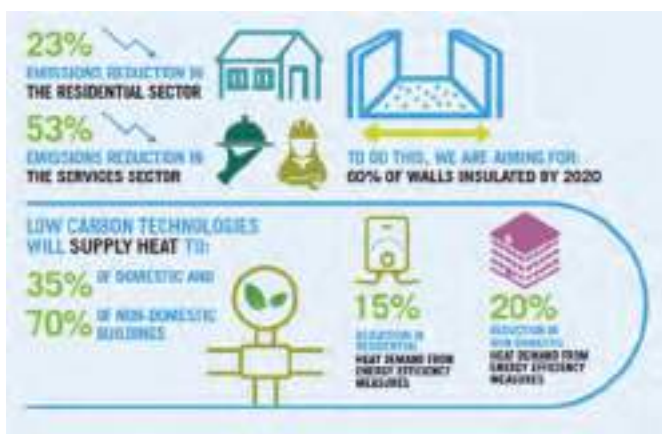 23%
EMISSIONS REDUCTION IN
THE RESIDENTIAL SECTOR
53%
EMISSIONS REDUCTION IN
THE SERVICES SECTOR
TO DO THIS, WE ARE AIMING FOR:
60% OF WALLS INSULATED BY 2020
LOW CARBON TECHNOLOGIES
WILL SUPPLY HEAT TO:
35% OF DOMESTIC AND
70% OF NON-DOMESTIC
BUILDINGS
15%
REDUCTION IN
RESIDENTIAL
HEAT DEMAND FROM
ENERGY EFFICIENCY
MEASURES
20%
REDUCTION IN
NON-DOMESTIC
HEAT DEMAND FROM
ENERGY EFFICIENCY
MEASURES